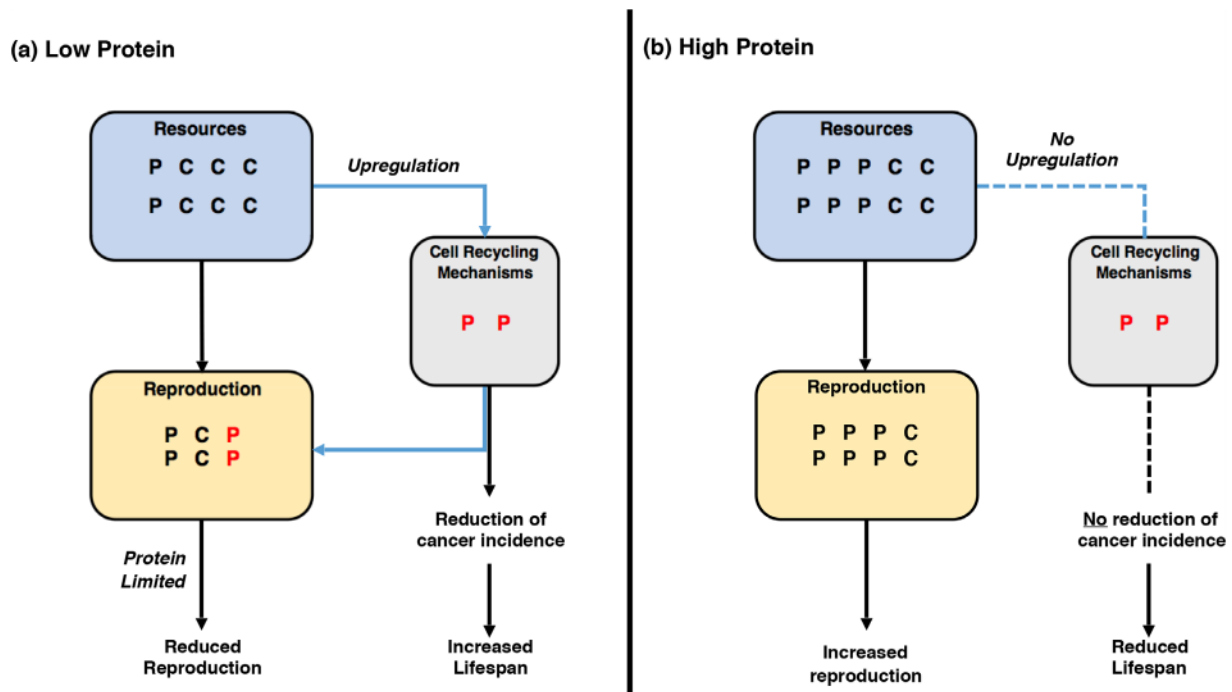 (a) Low Protein
Resources
P C C C
P C C C
Upregulation
Cell Recycling
Mechanisms
P P
Reproduction
P C P
P C P
Protein
Limited
Reduced
Reproduction
Reduction of
cancer incidence
Increased
Lifespan
(b) High Protein
Resources
P P P C C
P P P C C
No
Upregulation
Cell Recycling
Mechanisms
P P
Reproduction
P P P C
P P P C
Increased
reproduction
No reduction of
cancer incidence
Reduced
Lifespan